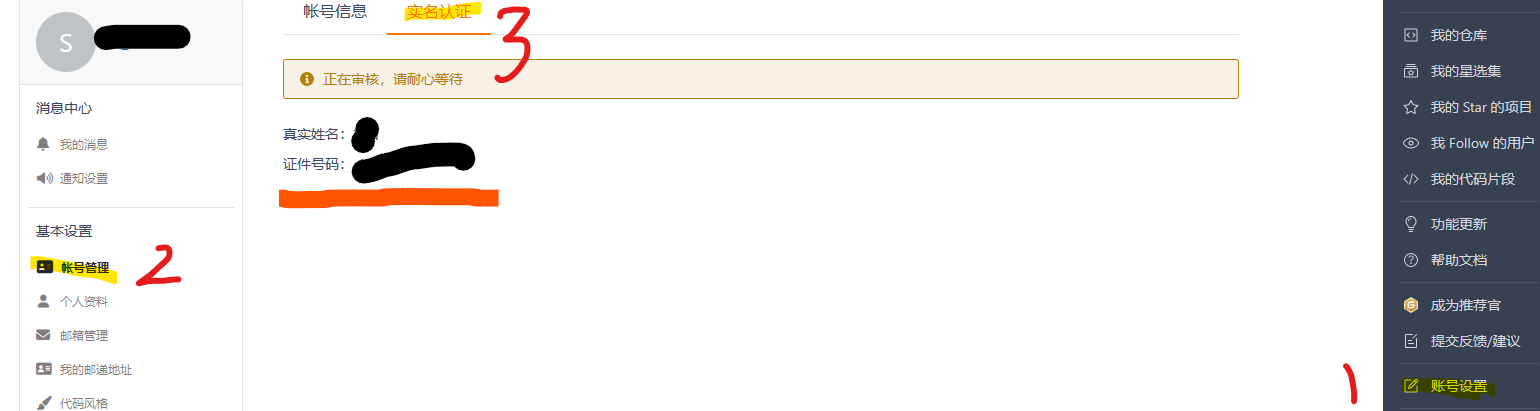 帐号信息 实名认证 3
S
正在审核，请耐心等待
真实姓名：
证件号码：
消息中心
我的消息
通知设置
基本设置
帐号管理 2
个人资料
邮箱管理
我的邮递地址
代码风格
我的仓库
我的星选集
我的 Star 的项目
我 Follow 的用户
我的代码片段
功能更新
帮助文档
成为推荐官
提交反馈/建议
1 账号设置